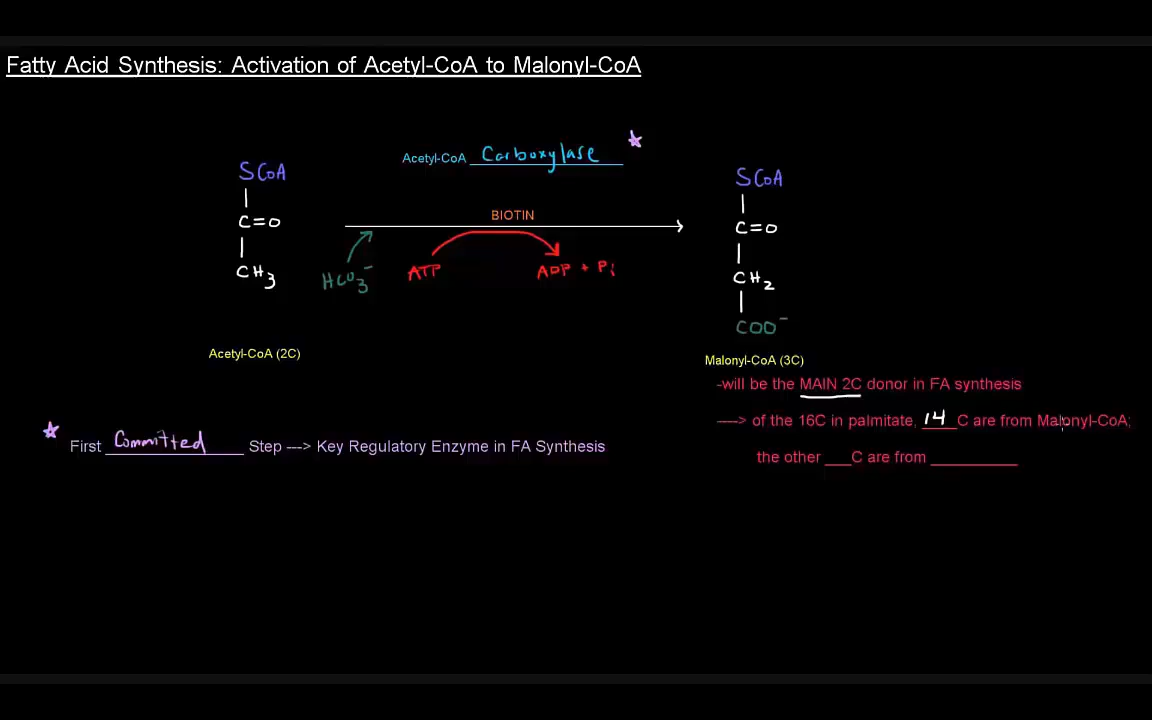 Fatty Acid Synthesis: Activation of Acetyl-CoA to Malonyl-CoA
Acetyl-CoA Carboxylase
SCoA
C=O
CH3
BIOTIN
HCO3-
ATP
ADP + Pi
SCoA
C=O
CH2
COO-
Acetyl-CoA (2C)
Malonyl-CoA (3C)
-will be the MAIN 2C donor in FA synthesis
----> of the 16C in palmitate, 14 C are from Malonyl-CoA;
the other ___C are from __________
First Committed Step ---> Key Regulatory Enzyme in FA Synthesis